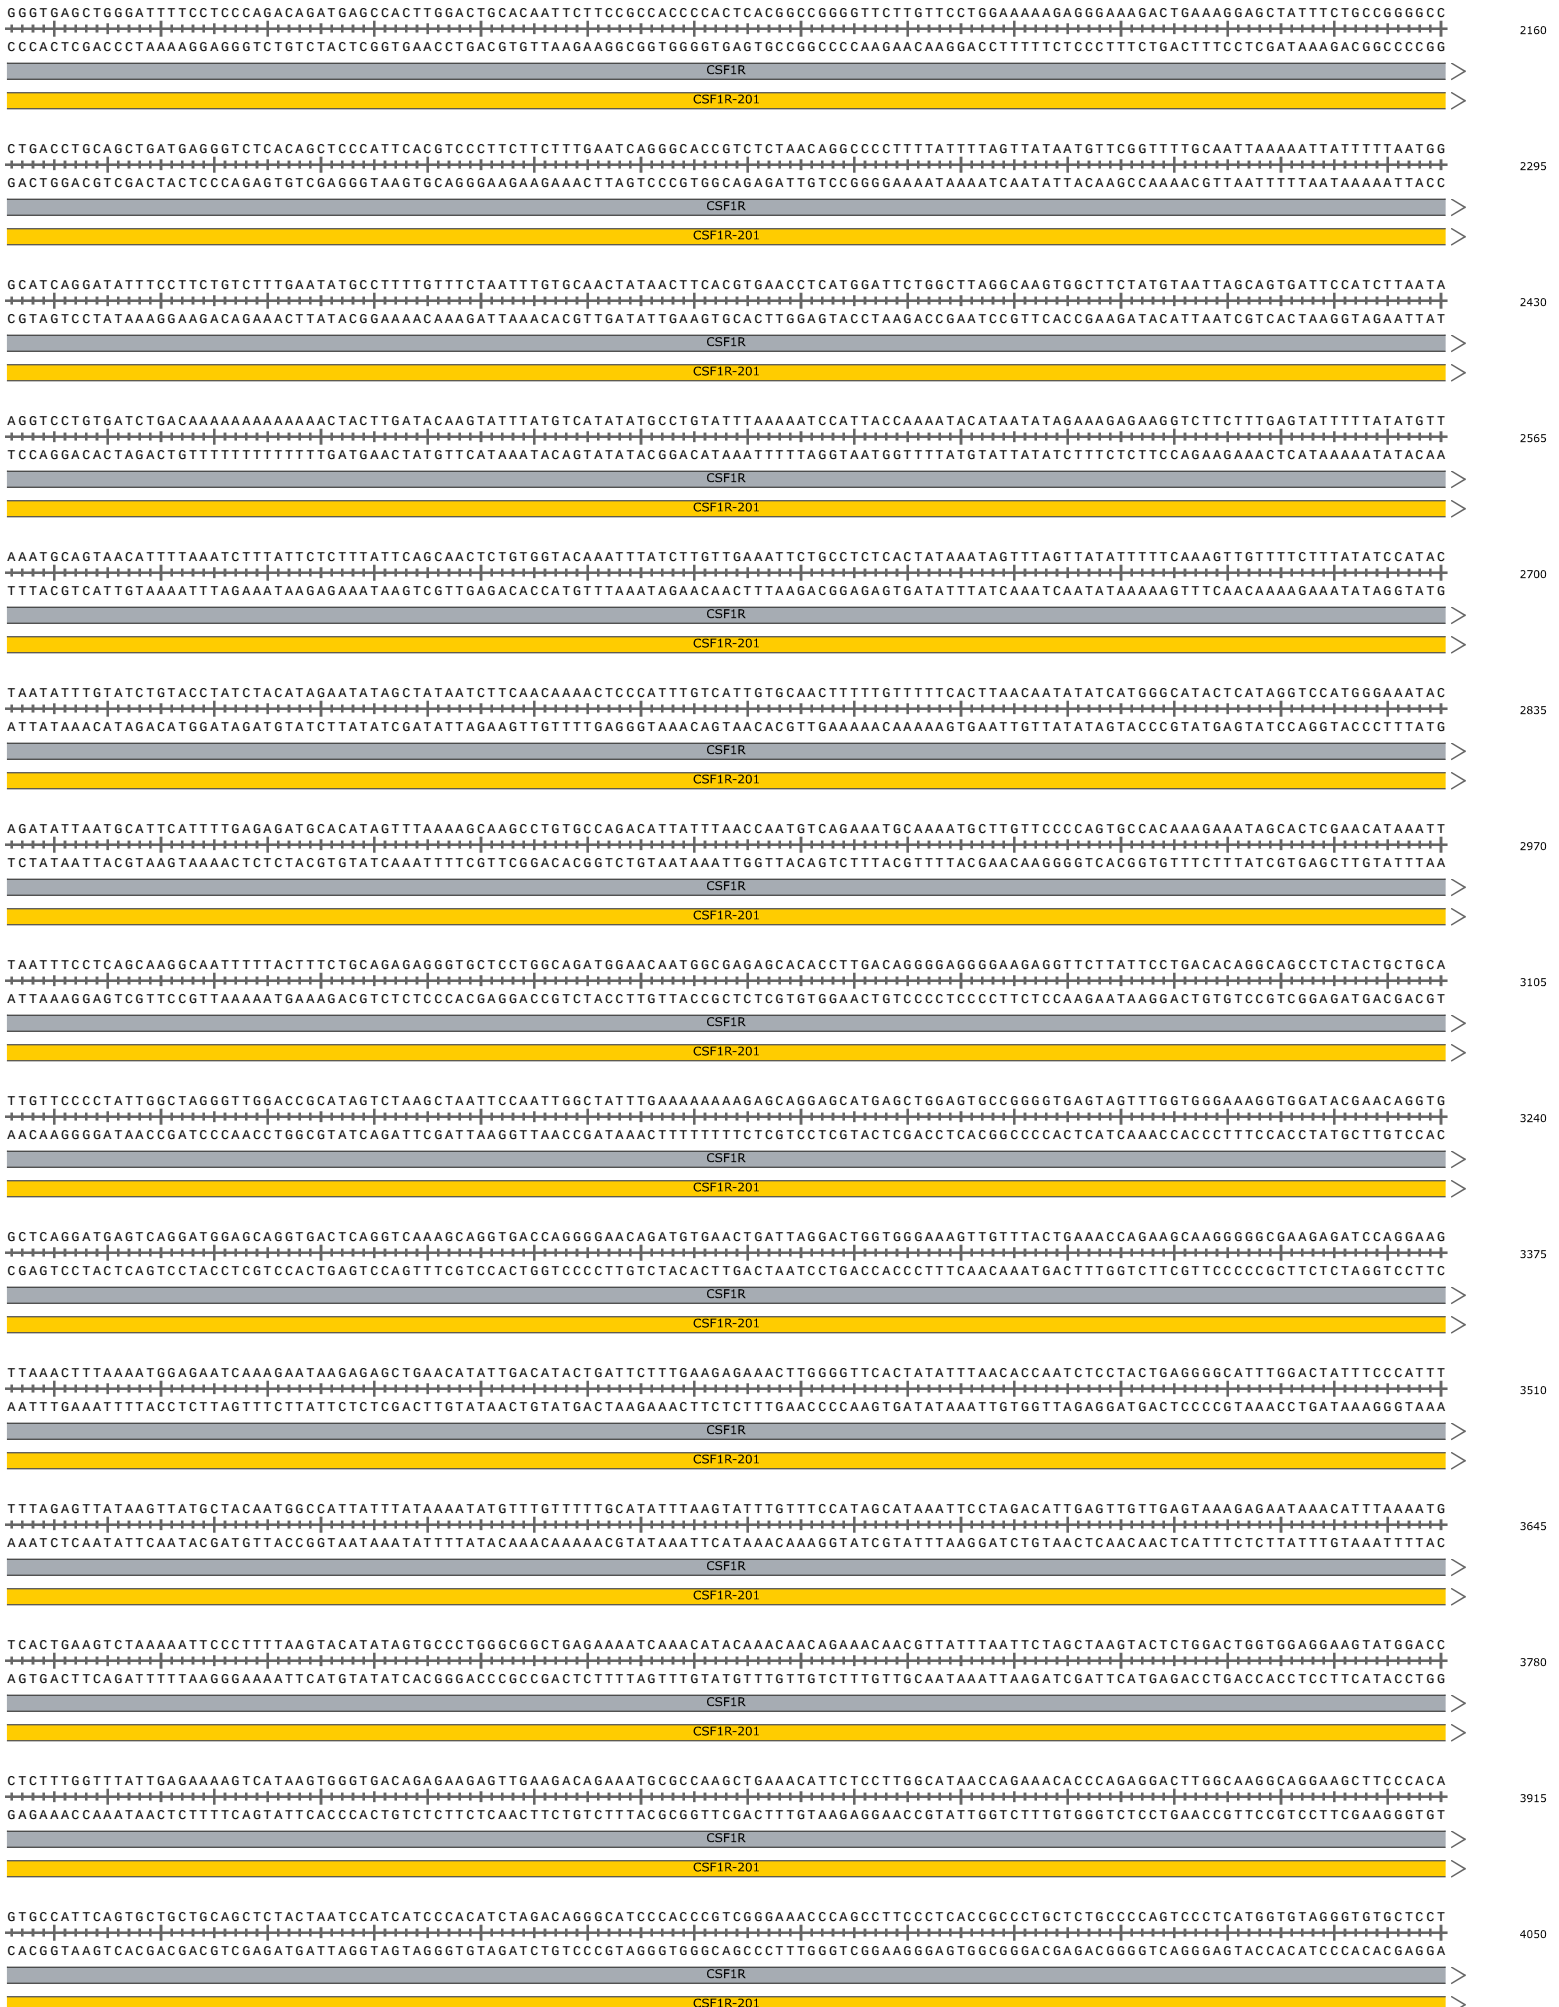 GGGTGAGCTGGGATTTTCCTCCCAGACAGATGAGCCACTTGGACTGCACAATTCTTCCGCCACCCCACTCACGGCCGGGGTTCTTGTTCCTGGAAAAAGAGGGAAAGACTGAAAGGAGCTATTTCTGCCGGGGCC
2160
CCCACTCGACCCTAAAAGGAGGGTCTGTCTACTCGGTGAACCTGACGTGTTAAGAAGGCGGTGGGGTGAGTGCCGGCCCCAAGAACAAGGACCTTTTTCTCCCTTTCTGACTTTCCTCGATAAAGACGGCCCCGG
CSF1R
CSF1R-201
CTGACCTGCAGCTGATGAGGGTCTCACAGCTCCCATTCACGTCCCTTCTTCTTTGAATCAGGGCACCGTCTCTAACAGGCCCCTTTTATTTTAGTTATAATGTTCGGTTTTGCAATTAAAAATTATTTTTAATGG
2295
GACTGGACGTCGACTACTCCCAGAGTGTCGAGGGTAAGTGCAGGGAAGAAGAAACTTAGTCCCGTGGCAGAGATTGTCCGGGGAAAATAAAATCAATATTACAAGCCAAAACGTTAATTTTTAATAAAAATTACC
CSF1R
CSF1R-201
GCATCAGGATATTTCCTTCTGTCTTTGAATATGCCTTTTGTTTCTAATTTGTGCAACTATAACTTCACGTGAACCTCATGGATTCTGGCTTAGGCAAGTGGCTTCTATGTAATTAGCAGTGATTCCATCTTAATA
2430
CGTAGTCCTATAAAGGAAGACAGAAACTTATACGGAAAACAAAGATTAAACACGTTGATATTGAAGTGCACTTGGAGTACCTAAGACCGAATCCGTTCACCGAAGATACATTAATCGTCACTAAGGTAGAATTAT
CSF1R
CSF1R-201
AGGTCCTGTGATCTGACAAAAAAAAAAAAACTACTTGATACAAGTATTTATGTCATATATGCCTGTATTTAAAAATCCATTACCAAAATACATAATATAGAAAGAGAAGGTCTTCTTTGAGTATTTTTATATGTT
2565
TCCAGGACACTAGACTGTTTTTTTTTTTTTGATGAACTATGTTCATAAATACAGTATATACGGACATAAATTTTTAGGTAATGGTTTTATGTATTATATCTTTCTCTTCCAGAAGAAACTCATAAAAATATACAA
CSF1R
CSF1R-201
AAATGCAGTAACATTTTAAATCTTTATTCTCTTTATTCAGCAACTCTGTGGTACAAATTTATCTTGTTGAAATTCTGCCTCTCACTATAAATAGTTTAGTTATATTTTTCAAAGTTGTTTTCTTTATATCCATAC
2700
TTTACGTCATTGTAAAATTTAGAAATAAGAGAAATAAGTCGTTGAGACACCATGTTTAAATAGAACAACTTTAAGACGGAGAGTGATATTTATCAAATCAATATAAAAAGTTTCAACAAAAGAAATATAGGTATG
CSF1R
CSF1R-201
TAATATTTGTATCTGTACCTATCTACATAGAATATAGCTATAATCTTCAACAAAACTCCCATTTGTCATTGTGCAACTTTTTGTTTTTCACTTAACAATATATCATGGGCATACTCATAGGTCCATGGGAAATAC
2835
ATTATAAACATAGACATGGATAGATGTATCTTATATCGATATTAGAAGTTGTTTTGAGGGTAAACAGTAACACGTTGAAAAACAAAAAGTGAATTGTTATATAGTACCCGTATGAGTATCCAGGTACCCTTTATG
CSF1R
CSF1R-201
AGATATTAATGCATTCATTTTGAGAGATGCACATAGTTTAAAAGCAAGCCTGTGCCAGACATTATTTAACCAATGTCAGAAATGCAAAATGCTTGTTCCCCAGTGCCACAAAGAAATAGCACTCGAACATAAATT
2970
TCTATAATTACGTAAGTAAAACTCTCTACGTGTATCAAATTTTCGTTCGGACACGGTCTGTAATAAATTGGTTACAGTCTTTACGTTTTACGAACAAGGGGTCACGGTGTTTCTTTATCGTGAGCTTGTATTTAA
CSF1R
CSF1R-201
TAATTTCCTCAGCAAGGCAATTTTTACTTTCTGCAGAGAGGGTGCTCCTGGCAGATGGAACAATGGCGAGAGCACACCTTGACAGGGGAGGGGAAGAGGTTCTTATTCCTGACACAGGCAGCCTCTACTGCTGCA
3105
ATTAAAGGAGTCGTTCCGTTAAAAATGAAAGACGTCTCTCCCACGAGGACCGTCTACCTTGTTACCGCTCTCGTGTGGAACTGTCCCCTCCCCTTCTCCAAGAATAAGGACTGTGTCCGTCGGAGATGACGACGT
CSF1R
CSF1R-201
TTGTTCCCCTATTGGCTAGGGTTGGACCGCATAGTCTAAGCTAATTCCAATTGGCTATTTGAAAAAAAAGAGCAGGAGCATGAGCTGGAGTGCCGGGGTGAGTAGTTTGGTGGGAAAGGTGGATACGAACAGGTG
3240
AACAAGGGGATAACCGATCCCAACCTGGCGTATCAGATTCGATTAAGGTTAACCGATAAACTTTTTTTTCTCGTCCTCGTACTCGACCTCACGGCCCCACTCATCAAACCACCCTTTCCACCTATGCTTGTCCAC
CSF1R
CSF1R-201
GCTCAGGATGAGTCAGGATGGAGCAGGTGACTCAGGTCAAAGCAGGTGACCAGGGGAACAGATGTGAACTGATTAGGACTGGTGGGAAAGTTGTTTACTGAAACCAGAAGCAAGGGGGCGAAGAGATCCAGGAAG
3375
CGAGTCCTACTCAGTCCTACCTCGTCCACTGAGTCCAGTTTCGTCCACTGGTCCCCTTGTCTACACTTGACTAATCCTGACCACCCTTTCAACAAATGACTTTGGTCTTCGTTCCCCCGCTTCTCTAGGTCCTTC
CSF1R
CSF1R-201
TTAAACTTTAAAATGGAGAATCAAAGAATAAGAGAGCTGAACATATTGACATACTGATTCTTTGAAGAGAAACTTGGGGTTCACTATATTTAACACCAATCTCCTACTGAGGGGCATTTGGACTATTTCCCATTT
3510
AATTTGAAATTTTACCTCTTAGTTTCTTATTCTCTCGACTTGTATAACTGTATGACTAAGAAACTTCTCTTTGAACCCCAAGTGATATAAATTGTGGTTAGAGGATGACTCCCCGTAAACCTGATAAAGGGTAAA
CSF1R
CSF1R-201
TTTAGAGTTATAAGTTATGCTACAATGGCCATTATTTATAAAATATGTTTGTTTTTGCATATTTAAGTATTTGTTTCCATAGCATAAATTCCTAGACATTGAGTTGTTGAGTAAAGAGAATAAACATTTAAAATG
3645
AAATCTCAATATTCAATACGATGTTACCGGTAATAAATATTTTATACAAACAAAAACGTATAAATTCATAAACAAAGGTATCGTATTTAAGGATCTGTAACTCAACAACTCATTTCTCTTATTTGTAAATTTTAC
CSF1R
CSF1R-201
TCACTGAAGTCTAAAAATTCCCTTTTAAGTACATATAGTGCCCTGGGCGGCTGAGAAAATCAAACATACAAACAACAGAAACAACGTTATTTAATTCTAGCTAAGTACTCTGGACTGGTGGAGGAAGTATGGACC
3780
AGTGACTTCAGATTTTTAAGGGAAAATTCATGTATATCACGGGACCCGCCGACTCTTTTAGTTTGTATGTTTGTTGTCTTTGTTGCAATAAATTAAGATCGATTCATGAGACCTGACCACCTCCTTCATACCTGG
CSF1R
CSF1R-201
CTCTTTGGTTTATTGAGAAAAGTCATAAGTGGGTGACAGAGAAGAGTTGAAGACAGAAATGCGCCAAGCTGAAACATTCTCCTTGGCATAACCAGAAACACCCAGAGGACTTGGCAAGGCAGGAAGCTTCCCACA
3915
GAGAAACCAAATAACTCTTTTCAGTATTCACCCACTGTCTCTTCTCAACTTCTGTCTTTACGCGGTTCGACTTTGTAAGAGGAACCGTATTGGTCTTTGTGGGTCTCCTGAACCGTTCCGTCCTTCGAAGGGTGT
CSF1R
CSF1R-201
GTGCCATTCAGTGCTGCTGCAGCTCTACTAATCCATCATCCCACATCTAGACAGGGCATCCCACCCGTCGGGAAACCCAGCCTTCCCTCACCGCCCTGCTCTGCCCCAGTCCCTCATGGTGTAGGGTGTGCTCCT
4050
CACGGTAAGTCACGACGACGTCGAGATGATTAGGTAGTAGGGTGTAGATCTGTCCCGTAGGGTGGGCAGCCCTTTGGGTCGGAAGGGAGTGGCGGGACGAGACGGGGTCAGGGAGTACCACATCCCACACGAGGA
CSF1R
CSF1R-201